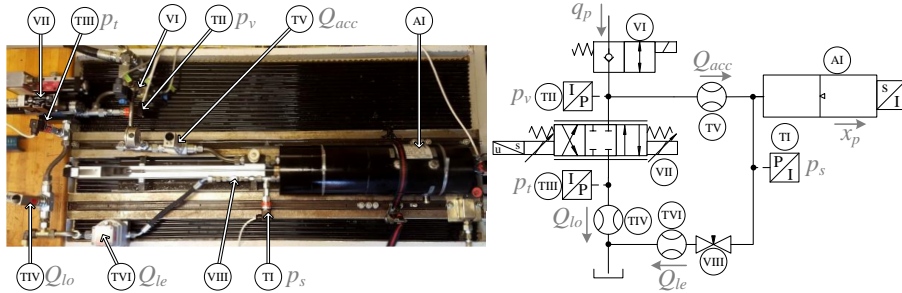 VII
TIII p_t
VI
TII p_v
TV Q_acc
AI
TIV Q_lo
TVI Q_le
VIII
TI p_s
q_p
VI
Q_acc
AI
p_v TII I P
TV
S I
x_p
TI
u s
VII
P I p_s
p_t TIII I P
Q_lo TIV TVI
VIII
Q_le